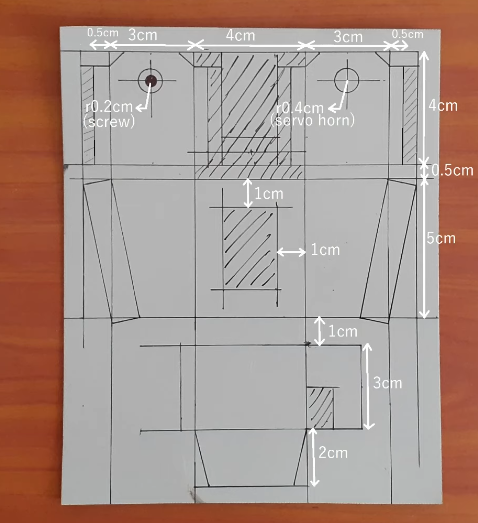 0.5cm 3cm 4cm 3cm 0.5cm
r0.2cm
(screw)
r0.4cm
(servo horn)
4cm
0.5cm
1cm
5cm
1cm
1cm
3cm
2cm